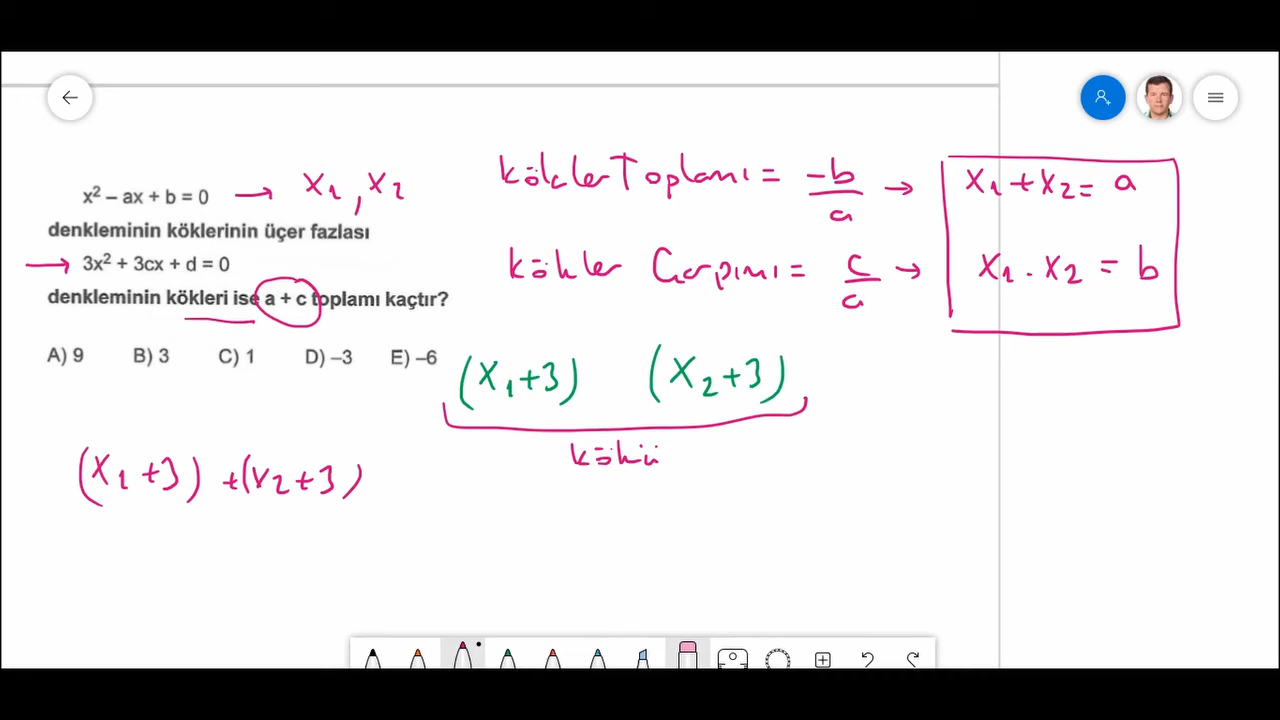 x² – ax + b = 0 → x₁, x₂
denkleminin köklerinin üçer fazlası
→ 3x² + 3cx + d = 0
denkleminin kökleri ise a + c toplamı kaçtır?
A) 9 B) 3 C) 1 D) –3 E) –6
kökler Toplamı = -b/a → x₁ + x₂ = a
kökler Çarpımı = c/a → x₁ . x₂ = b
(x₁+3) (x₂+3)
kökü
(x₁+3) + (x₂+3)